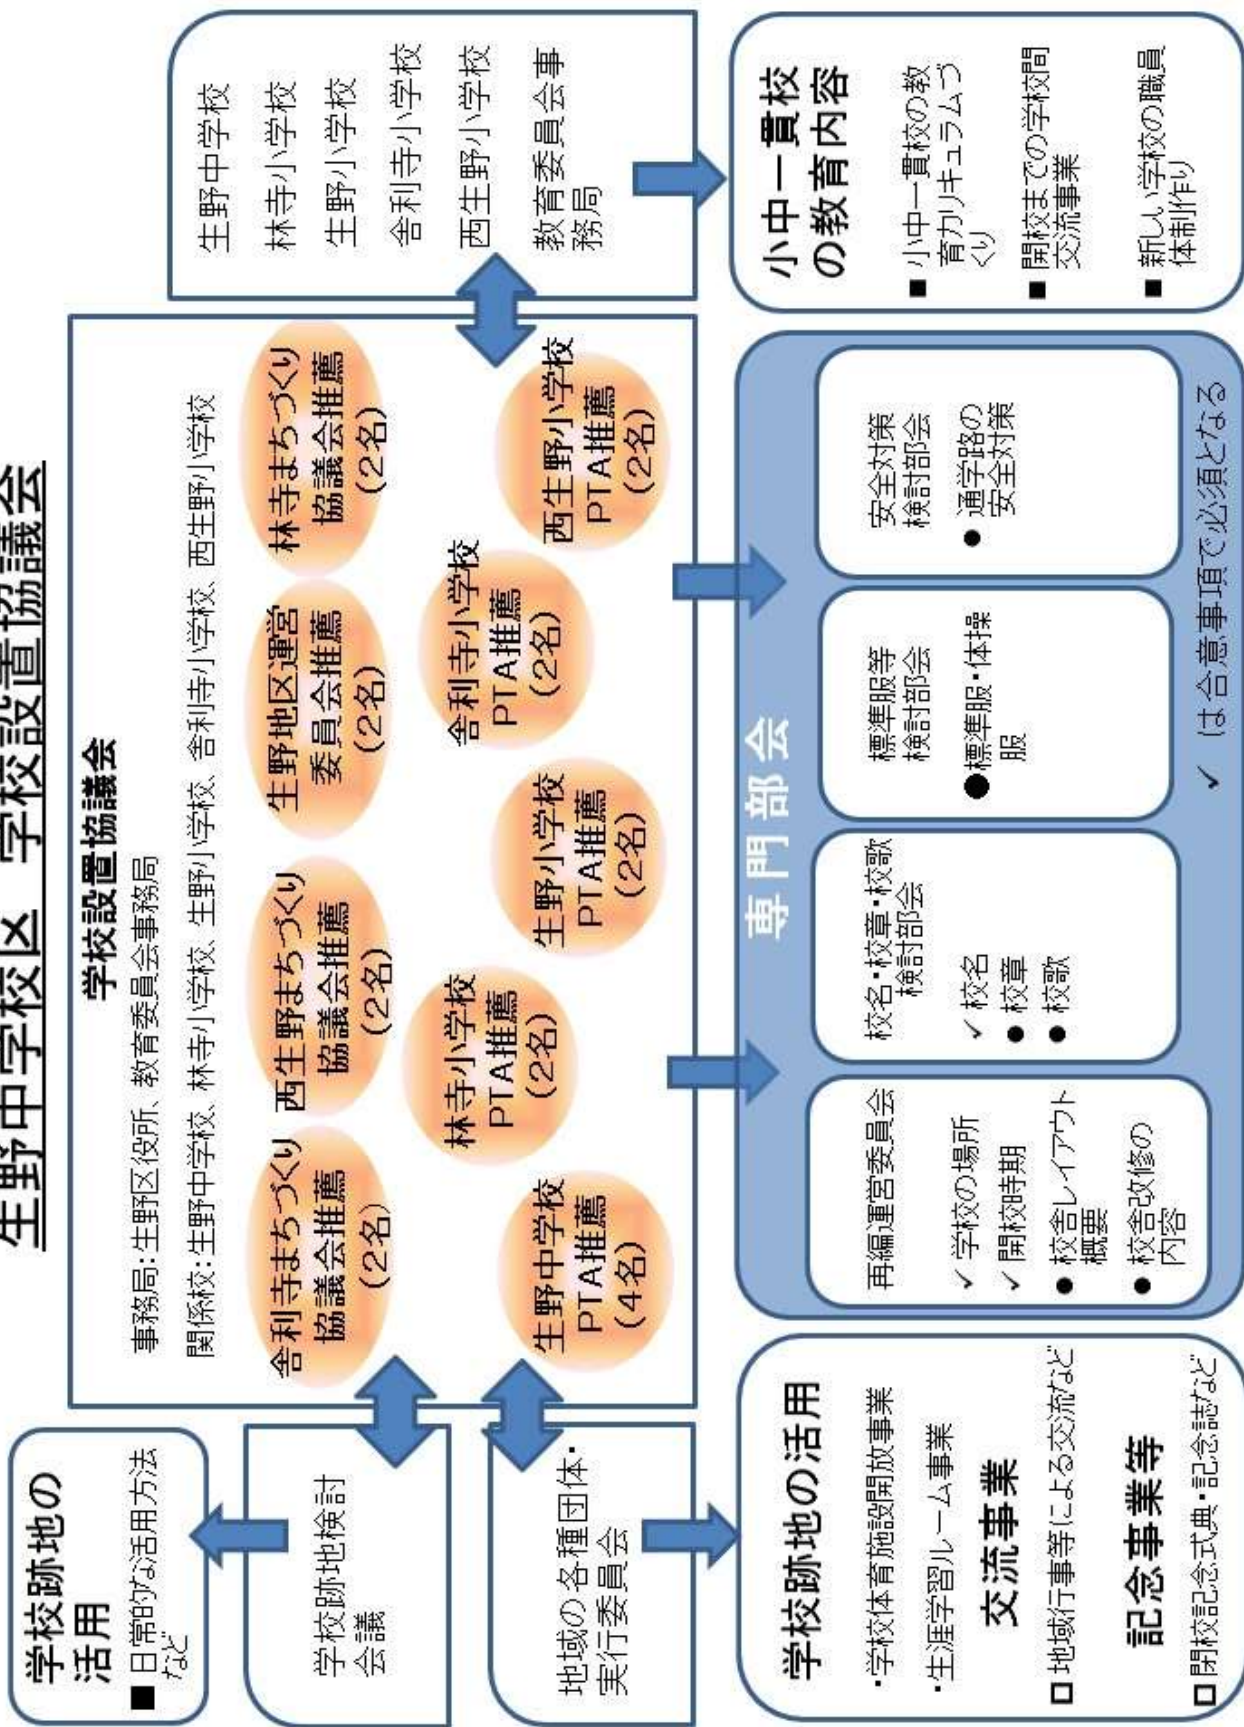 生野中学校区 学校設置協議会
学校跡地の
活用
■ 日常的な活用方法
など
学校設置協議会
事務局：生野区役所、教育委員会事務局
関係校：生野中学校、林寺小学校、生野小学校、舎利寺小学校、西生野小学校
舎利寺まちづくり
協議会推薦
（2名）
西生野まちづくり
協議会推薦
（2名）
生野地区運営
委員会推薦
（2名）
林寺まちづくり
協議会推薦
（2名）
生野中学校
PTA推薦
（4名）
林寺小学校
PTA推薦
（2名）
生野小学校
PTA推薦
（2名）
舎利寺小学校
PTA推薦
（2名）
西生野小学校
PTA推薦
（2名）
生野中学校
林寺小学校
生野小学校
舎利寺小学校
西生野小学校
教育委員会事
務局
学校跡地検討
会議
地域の各種団体・
実行委員会
学校跡地の活用
・学校体育施設開放事業
・生涯学習ルーム事業
交流事業
□ 地域行事等による交流など
記念事業等
□ 閉校記念式典・記念誌など
専門部会
再編運営委員会
✓ 学校の場所
✓ 開校時期
● 校舎レイアウト
概要
● 校舎改修の
内容
校名・校章・校歌
検討部会
✓ 校名
● 校章
● 校歌
標準服等
検討部会
●標準服・体操
服
安全対策
検討部会
● 通学路の
安全対策
✓ は合意事項で必須となる
小中一貫校
の教育内容
■ 小中一貫校の教
育カリキュラムづ
くり
■ 開校までの学校間
交流事業
■ 新しい学校の職員
体制作り